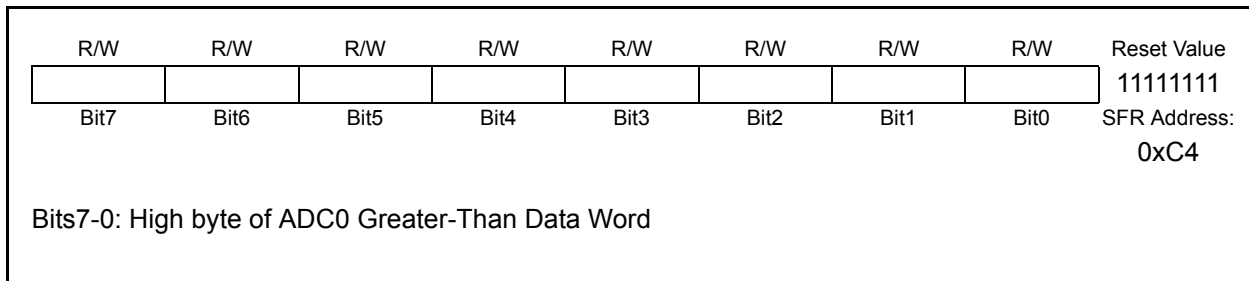 R/W R/W R/W R/W R/W R/W R/W R/W Reset Value
11111111
Bit7 Bit6 Bit5 Bit4 Bit3 Bit2 Bit1 Bit0 SFR Address:
0xC4
Bits7-0: High byte of ADC0 Greater-Than Data Word